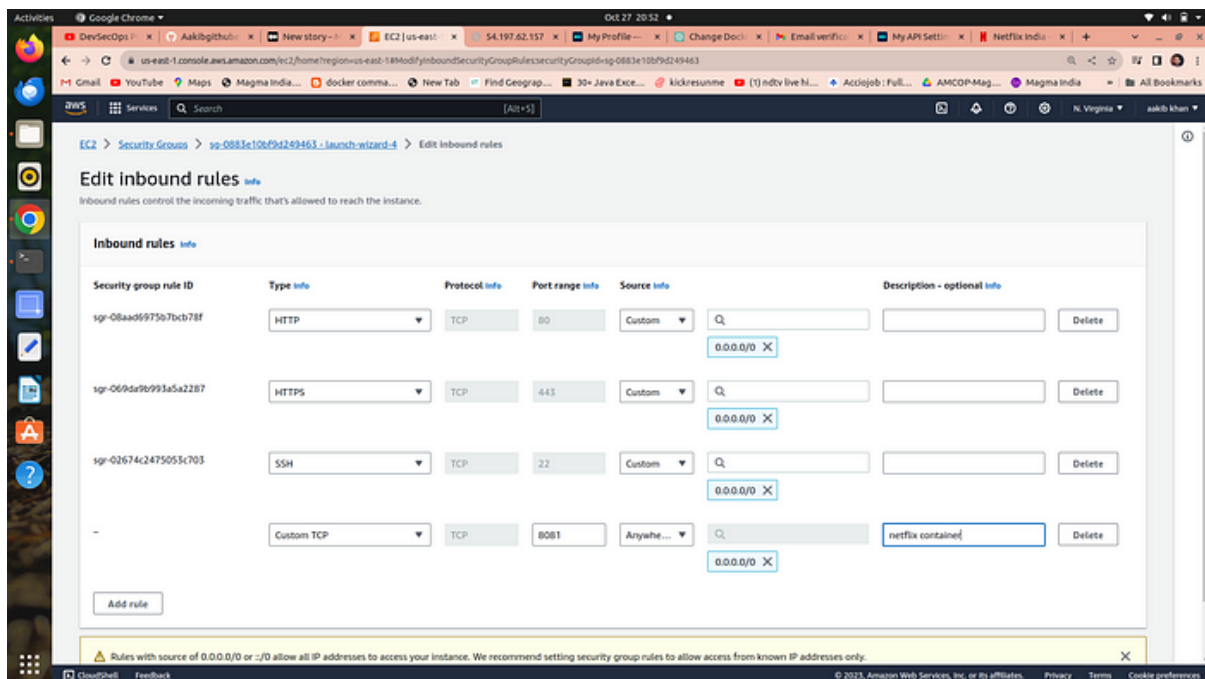 Activities Google Chrome Oct 27 20:52
DevSecOps P Aakibgithub New story - EC2 | us-east- 54.197.62.157 My Profile — Change Dock My Email verific My API Setti Netflix India
us-east-1.console.aws.amazon.com/ec2/home?region=us-east-1#ModifyInboundSecurityGroupRules:securityGroupId=sg-0883e10bf9d249463
Gmail YouTube Maps Magma India... docker comma... New Tab Find Geograp... 30+ Java Exce... kickresunme (1) ndtv live hi... Acciojob : Full... AMCOP-Mag... Magma India » All Bookmarks
aws Services Search [Alt+S] N. Virginia aakib khan
EC2 > Security Groups > sg-0883e10bf9d249463 - launch-wizard-4 > Edit inbound rules
Edit inbound rules Info
Inbound rules control the incoming traffic that's allowed to reach the instance.
Inbound rules Info
Security group rule ID Type Info Protocol Info Port range Info Source Info Description - optional Info
sgr-08aad6975b7bcb78f HTTP TCP 80 Custom Delete
0.0.0.0/0
sgr-069da9b993a5a2287 HTTPS TCP 443 Custom Delete
0.0.0.0/0
sgr-02674c2475053c703 SSH TCP 22 Custom Delete
0.0.0.0/0
– Custom TCP TCP 8081 Anywhe... netflix container Delete
0.0.0.0/0
Add rule
Rules with source of 0.0.0.0/0 or ::/0 allow all IP addresses to access your instance. We recommend setting security group rules to allow access from known IP addresses only.
CloudShell Feedback © 2023, Amazon Web Services, Inc. or its affiliates. Privacy Terms Cookie preferences